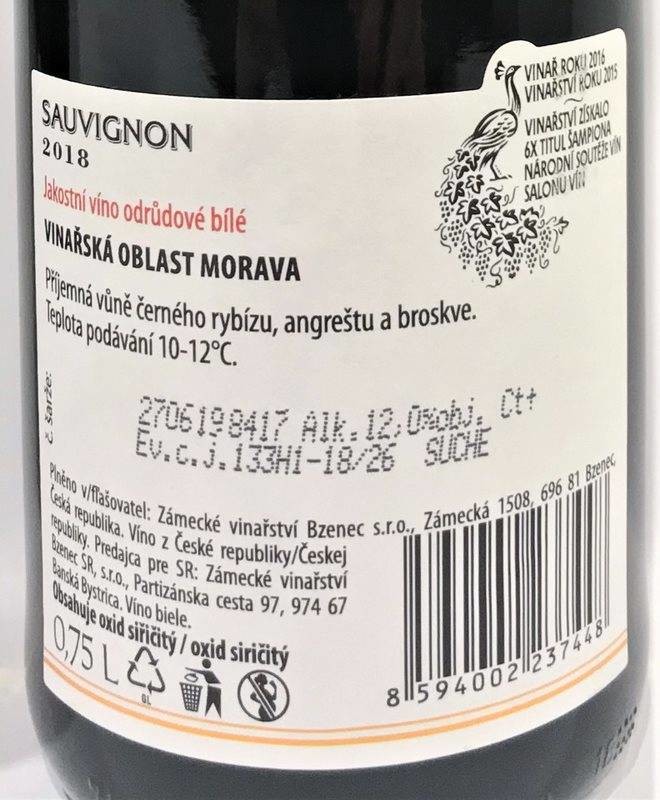 VINAŘ ROKU 2016
VINAŘSTVÍ ROKU 2015
VINAŘSTVÍ ZÍSKALO
6X TITUL ŠAMPIONA
NÁRODNÍ SOUTĚŽE VÍN
SALONU VÍN
SAUVIGNON
2018
Jakostní víno odrůdové bílé
VINAŘSKÁ OBLAST MORAVA
Příjemná vůně černého rybízu, angreštu a broskve.
Teplota podávání 10-12°C.
č. šarže:
2706198417 Alk.12,0%obj. Ct+
Ev.č.j.133H1-18/26 SUCHÉ
Plněno v/fľašovatel: Zámecké vinařství Bzenec s.r.o., Zámecká 1508, 696 81 Bzenec,
Česká republika. Víno z České republiky/Českej
republiky. Predajca pre SR: Zámecké vinařství
Bzenec SR, s.r.o., Partizánska cesta 97, 974 67
Banská Bystrica. Víno biele.
Obsahuje oxid siřičitý / oxid siričitý
0,75 L
GL
8 594002 237448